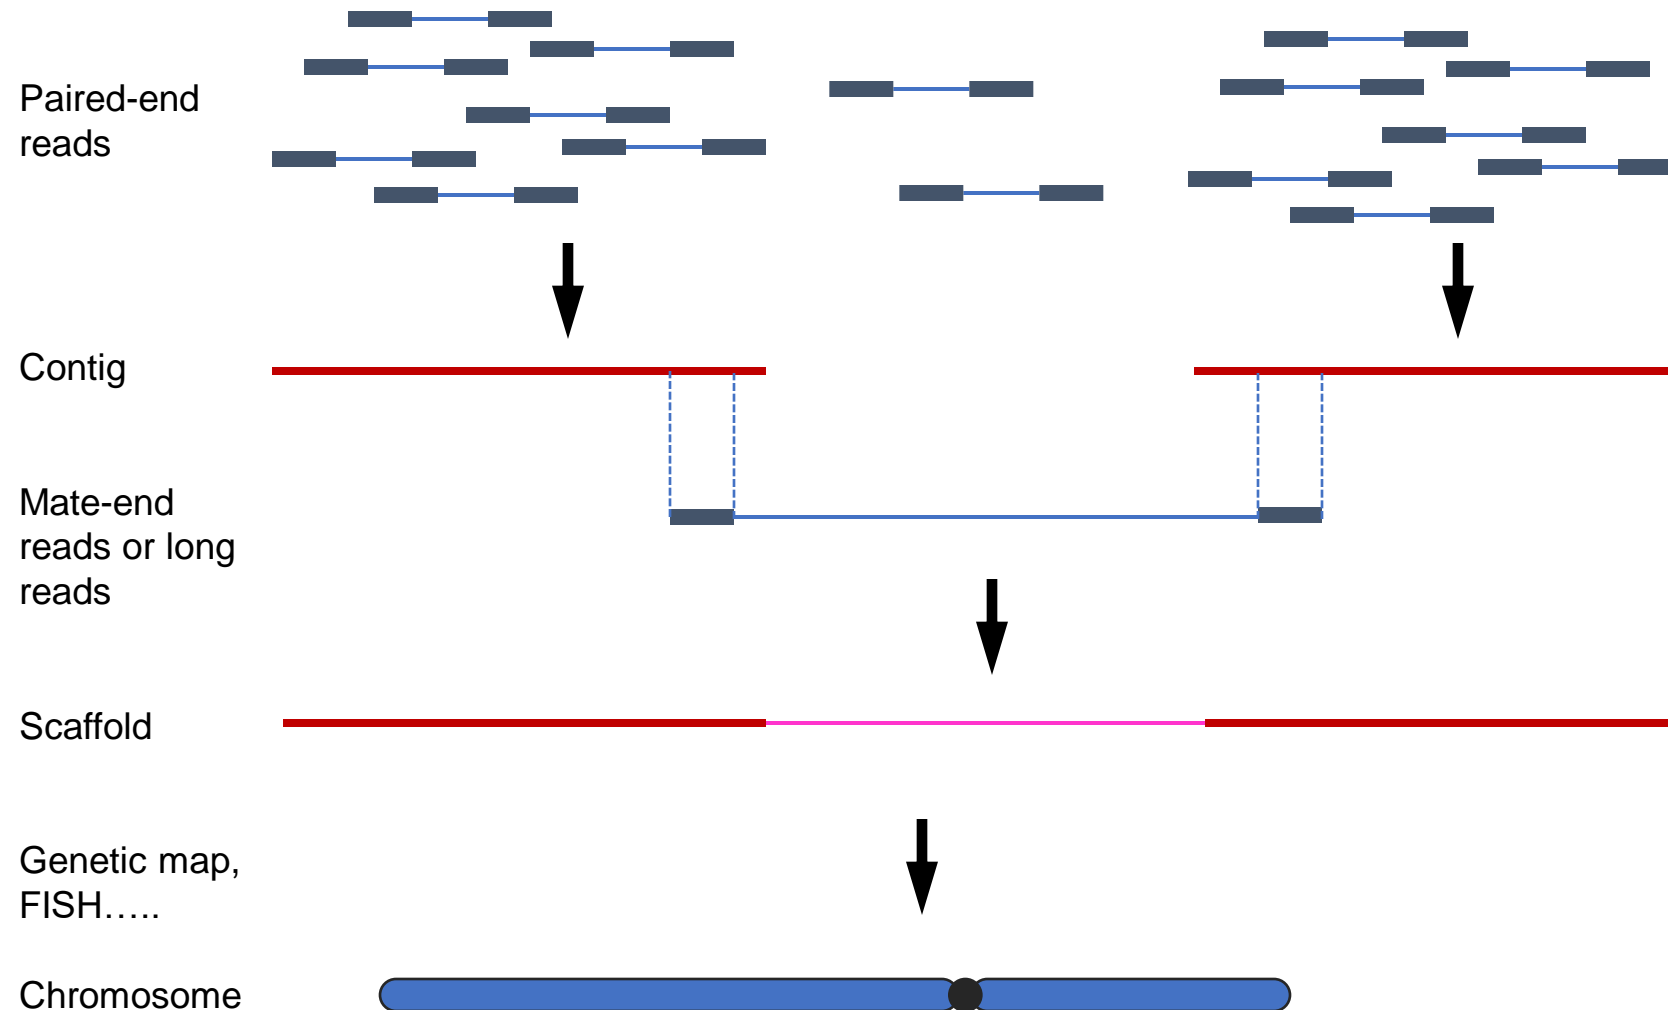 Paired-end
reads
Contig
Mate-end
reads or long
reads
Scaffold
Genetic map,
FISH…..
Chromosome